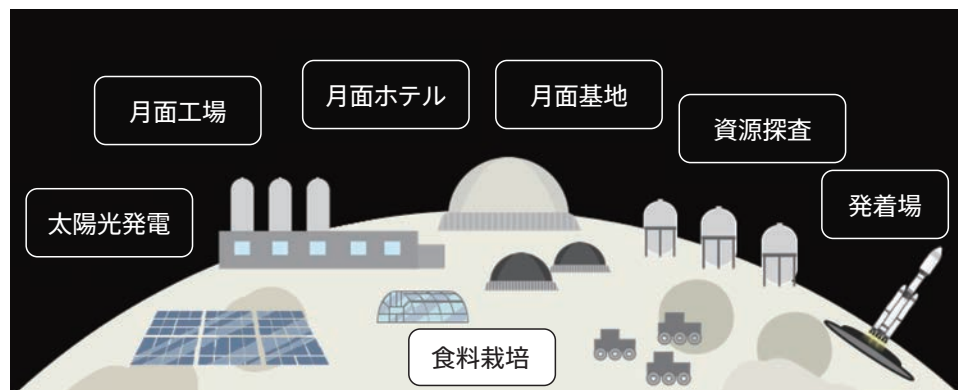 太陽光発電
月面工場
月面ホテル
月面基地
資源探査
発着場
食料栽培